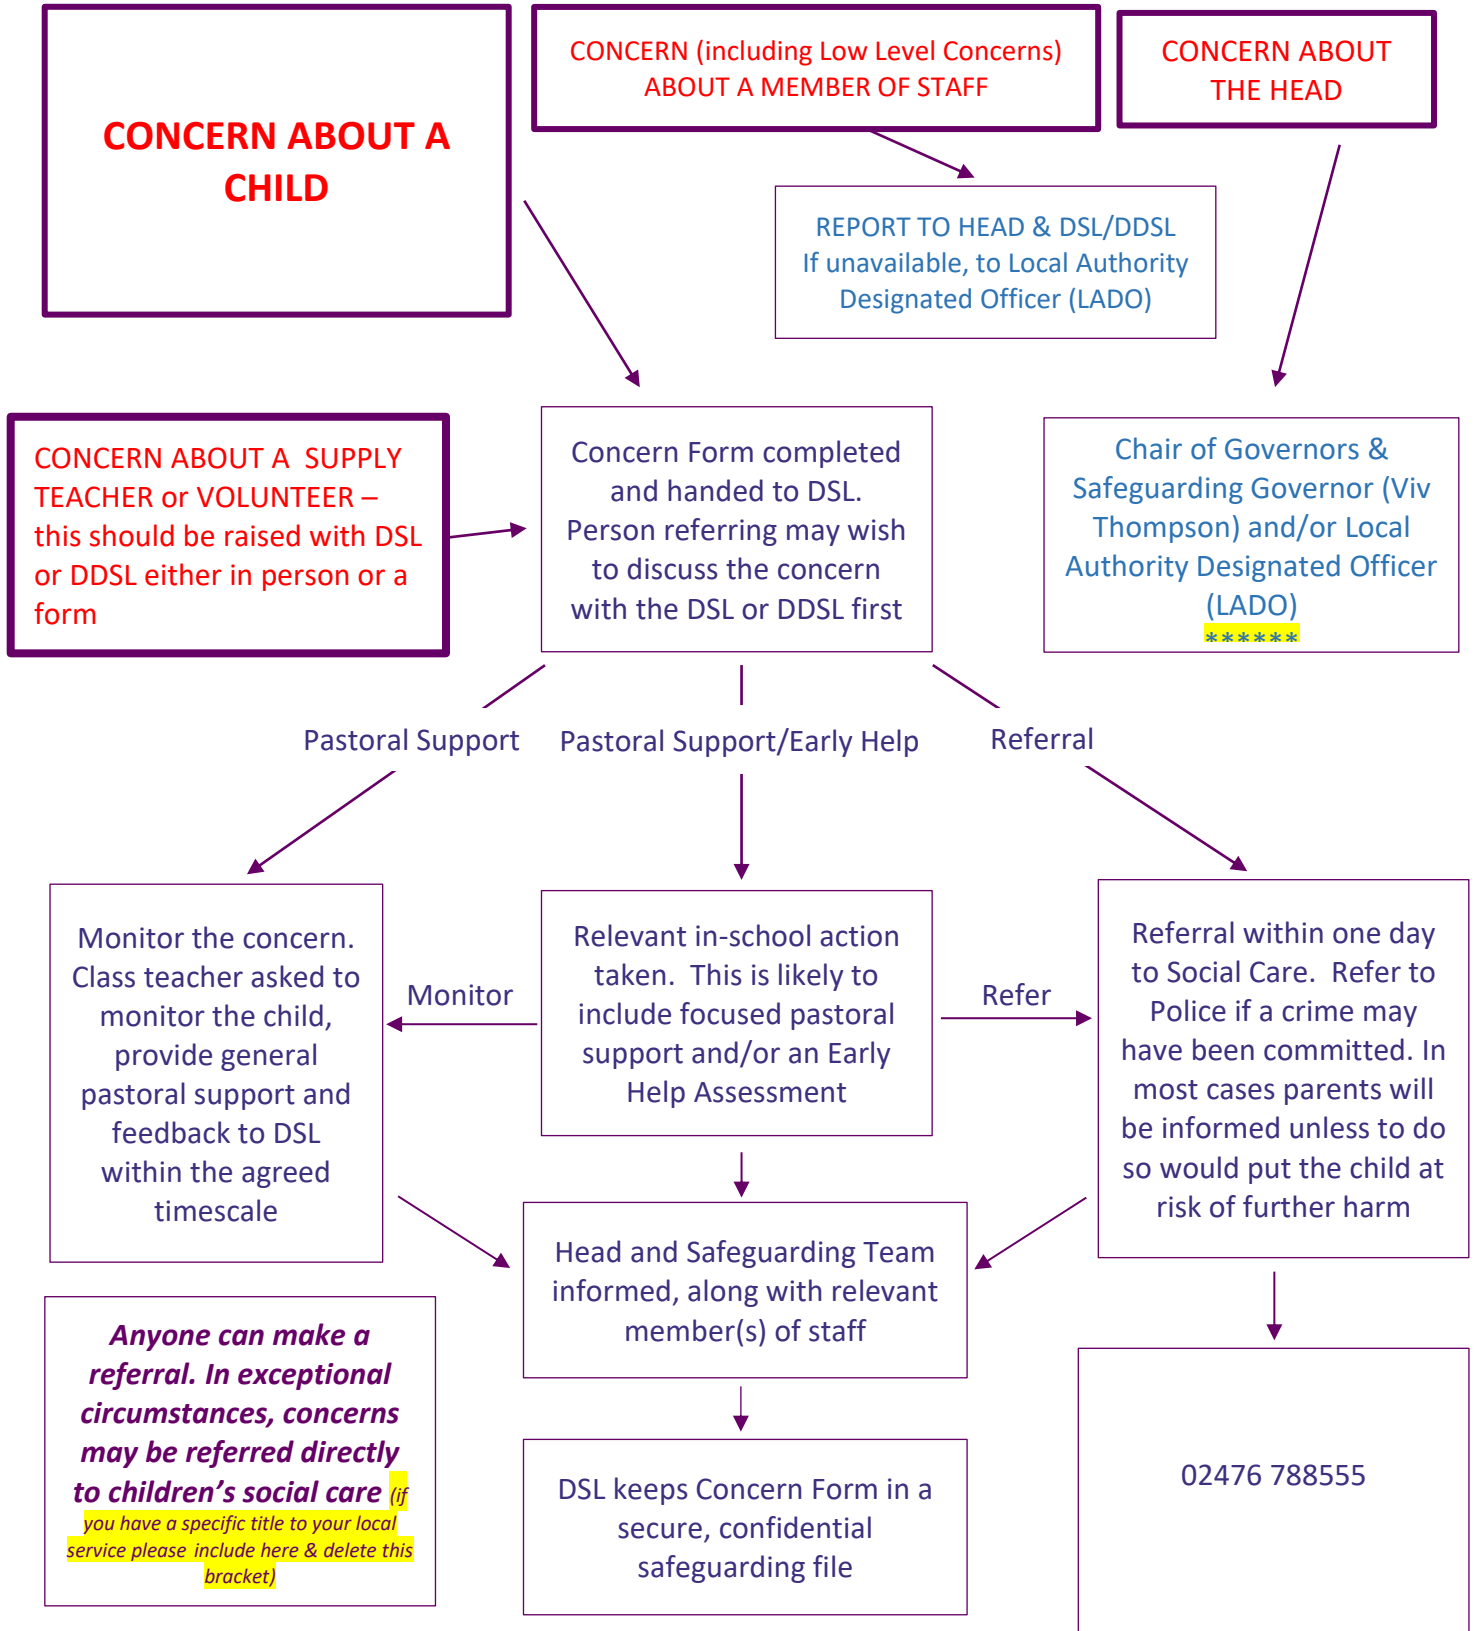 CONCERN ABOUT A
CHILD
CONCERN (including Low Level Concerns)
ABOUT A MEMBER OF STAFF
CONCERN ABOUT
THE HEAD
REPORT TO HEAD & DSL/DDSL
If unavailable, to Local Authority
Designated Officer (LADO)
CONCERN ABOUT A  SUPPLY
TEACHER or VOLUNTEER –
this should be raised with DSL
or DDSL either in person or a
form
Concern Form completed
and handed to DSL.
Person referring may wish
to discuss the concern
with the DSL or DDSL first
Chair of Governors &
Safeguarding Governor (Viv
Thompson) and/or Local
Authority Designated Officer
(LADO)
******
Pastoral Support
Pastoral Support/Early Help
Referral
Monitor the concern.
Class teacher asked to
monitor the child,
provide general
pastoral support and
feedback to DSL
within the agreed
timescale
Monitor
Relevant in-school action
taken.  This is likely to
include focused pastoral
support and/or an Early
Help Assessment
Refer
Referral within one day
to Social Care.  Refer to
Police if a crime may
have been committed. In
most cases parents will
be informed unless to do
so would put the child at
risk of further harm
Head and Safeguarding Team
informed, along with relevant
member(s) of staff
Anyone can make a
referral. In exceptional
circumstances, concerns
may be referred directly
to children’s social care (if
you have a specific title to your local
service please  include here & delete this
bracket)
DSL keeps Concern Form in a
secure, confidential
safeguarding file
02476 788555